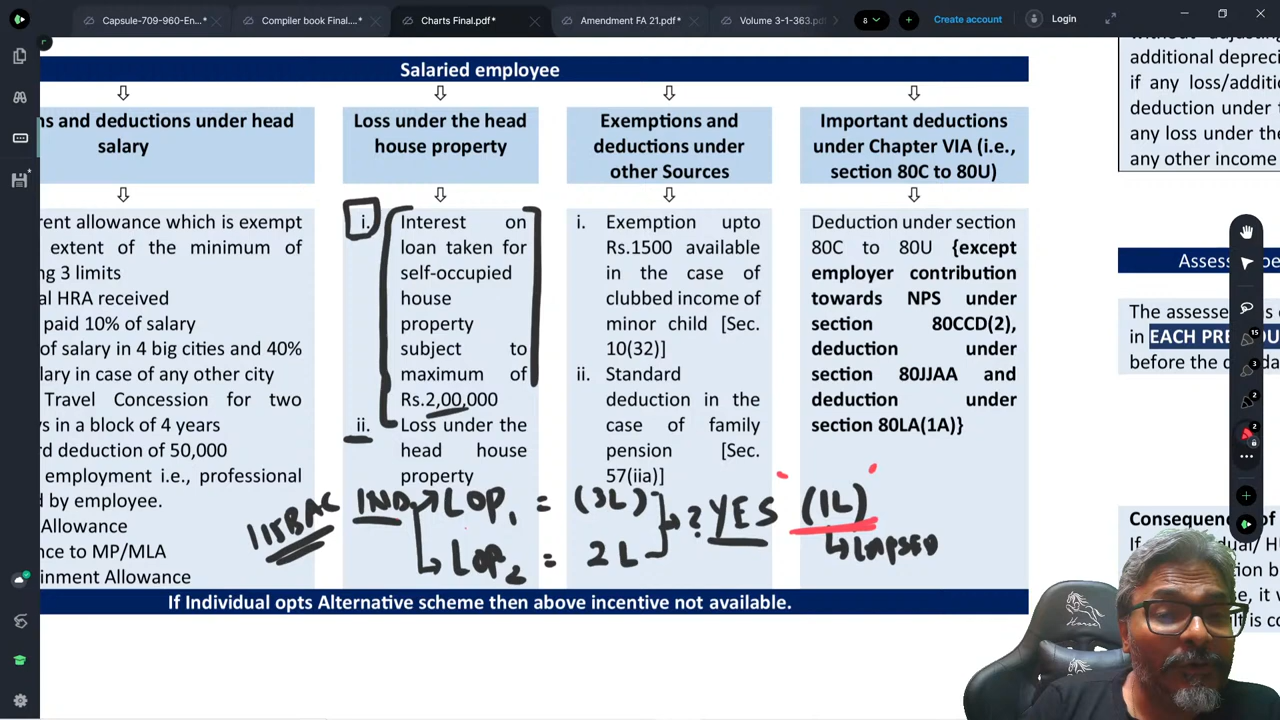 Capsule-709-960-En...*
Compiler book Final....*
Charts Final.pdf*
Amendment FA 21.pdf*
Volume 3-1-363.pdf
8
Create account
Login
Salaried employee
ns and deductions under head
salary
Loss under the head
house property
Exemptions and
deductions under
other Sources
Important deductions
under Chapter VIA (i.e.,
section 80C to 80U)
rent allowance which is exempt
extent of the minimum of
ng 3 limits
al HRA received
paid 10% of salary
of salary in 4 big cities and 40%
lary in case of any other city
Travel Concession for two
ys in a block of 4 years
rd deduction of 50,000
employment i.e., professional
d by employee.
Allowance
nce to MP/MLA
inment Allowance
i. Interest on
loan taken for
self-occupied
house
property
subject to
maximum of
Rs.2,00,000
ii. Loss under the
head house
property
i. Exemption upto
Rs.1500 available
in the case of
clubbed income of
minor child [Sec.
10(32)]
ii. Standard
deduction in the
case of family
pension [Sec.
57(iia)]
Deduction under section
80C to 80U {except
employer contribution
towards NPS under
section 80CCD(2),
deduction under
section 80JJAA and
deduction under
section 80LA(1A)}
115BAC IND → LOP1 = (3L) → ? YES (1L)
↳ LOP2 = 2L ↳ LAPSED
If Individual opts Alternative scheme then above incentive not available.
without adjusting
additional depreci
if any loss/additi
deduction under
any loss under the
any other income
Assess
The assesse
in EACH PRE
before the d
Consequence of
If
15
3
2
2